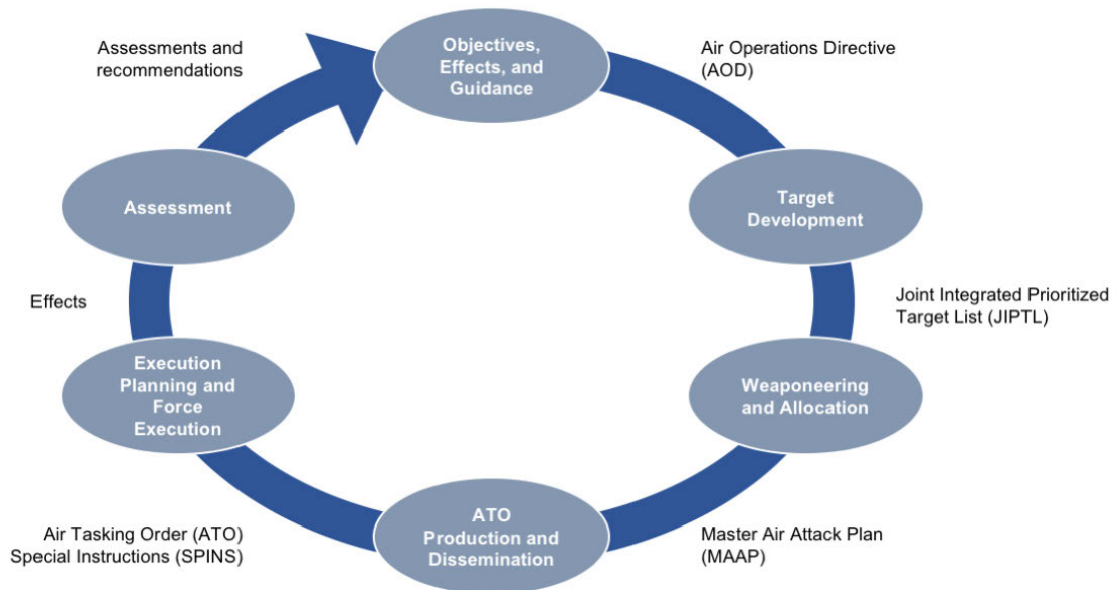 Assessments and
recommendations
Objectives,
Effects, and
Guidance
Air Operations Directive
(AOD)
Target
Development
Joint Integrated Prioritized
Target List (JIPTL)
Weaponeering
and Allocation
Master Air Attack Plan
(MAAP)
ATO
Production and
Dissemination
Air Tasking Order (ATO)
Special Instructions (SPINS)
Execution
Planning and
Force
Execution
Effects
Assessment